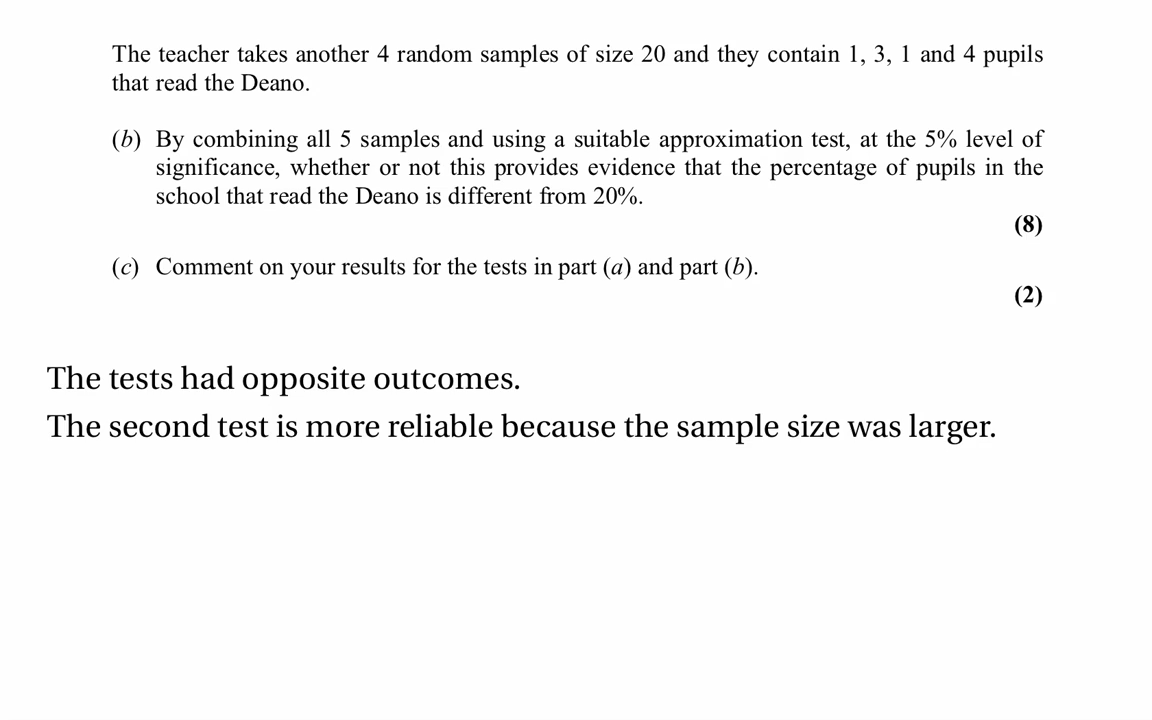 The teacher takes another 4 random samples of size 20 and they contain 1, 3, 1 and 4 pupils
that read the Deano.
(b) By combining all 5 samples and using a suitable approximation test, at the 5% level of
significance, whether or not this provides evidence that the percentage of pupils in the
school that read the Deano is different from 20%.
(8)
(c) Comment on your results for the tests in part (a) and part (b).
(2)
The tests had opposite outcomes.
The second test is more reliable because the sample size was larger.